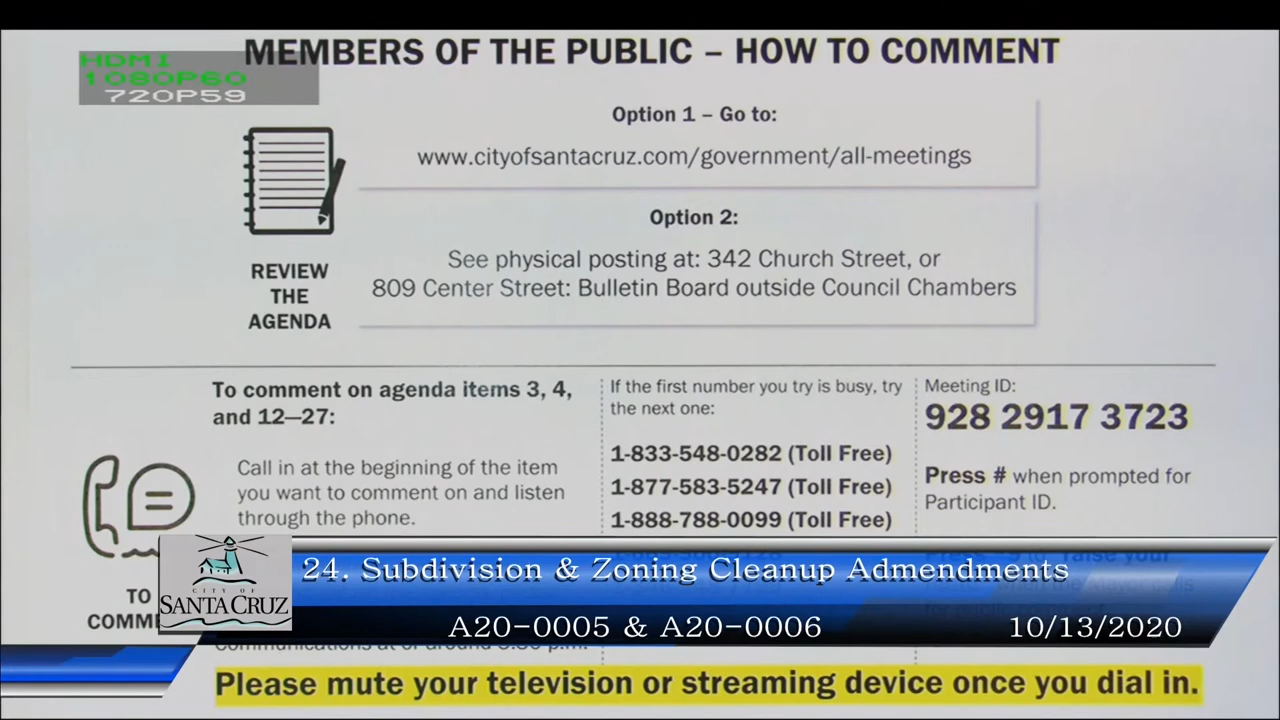 MEMBERS OF THE PUBLIC – HOW TO COMMENT
HDMI
1080P60
720P59
Option 1 – Go to:
www.cityofsantacruz.com/government/all-meetings
Option 2:
See physical posting at: 342 Church Street, or
809 Center Street: Bulletin Board outside Council Chambers
REVIEW
THE
AGENDA
To comment on agenda items 3, 4,
and 12—27:
Call in at the beginning of the item
you want to comment on and listen
through the phone.
If the first number you try is busy, try
the next one:
1-833-548-0282 (Toll Free)
1-877-583-5247 (Toll Free)
1-888-788-0099 (Toll Free)
Meeting ID:
928 2917 3723
Press # when prompted for
Participant ID.
TO
COMME
CITY OF
SANTA CRUZ
24. Subdivision & Zoning Cleanup Admendments
A20-0005 & A20-0006
10/13/2020
Please mute your television or streaming device once you dial in.